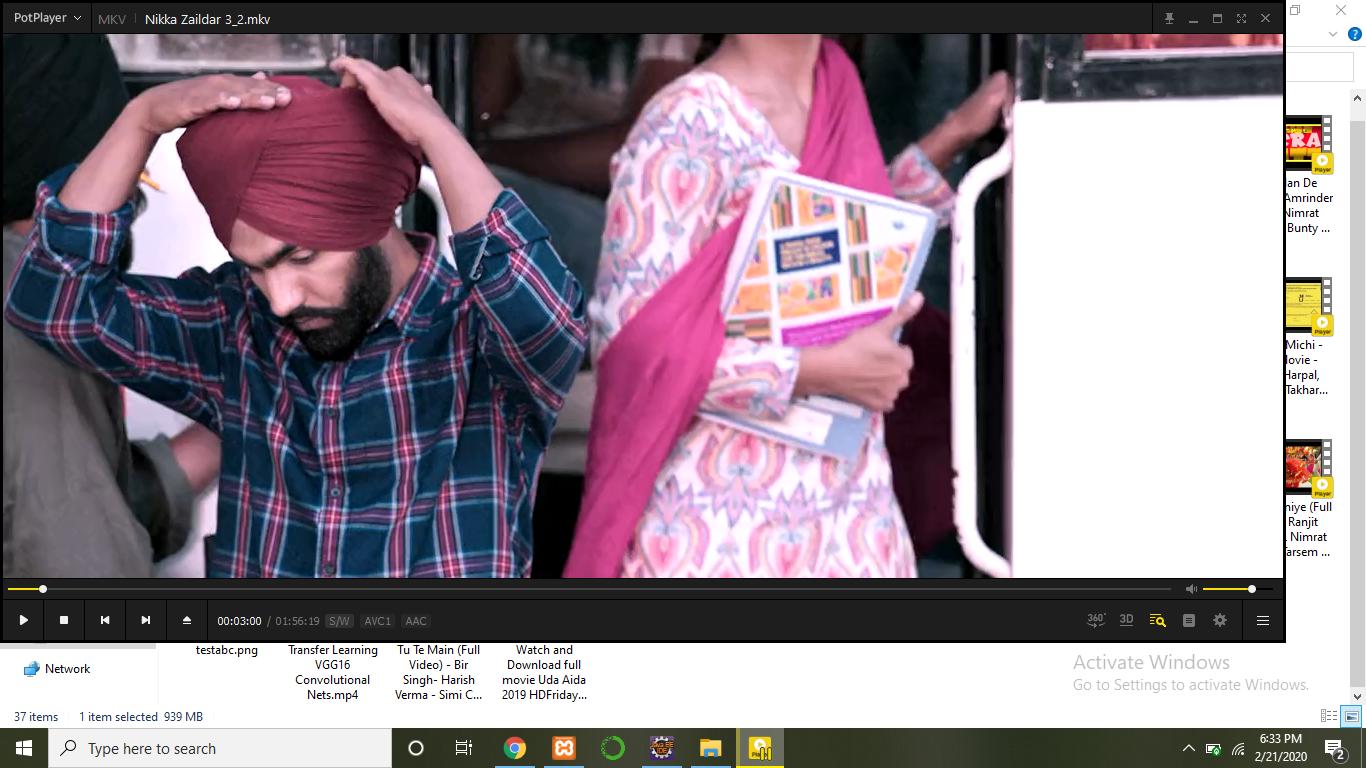 PotPlayer
MKV
Nikka Zaildar 3_2.mkv
an De
Amrinder
Nimrat
Bunty ...
Michi -
Harpal,
Takhar...
niye (Full
Ranjit
Nimrat
arsem ...
00:03:00 / 01:56:19 S/W AVC1 AAC
360°
3D
testabc.png
Transfer Learning
VGG16
Convolutional
Nets.mp4
Tu Te Main (Full
Video) - Bir
Singh- Harish
Verma - Simi C...
Watch and
Download full
movie Uda Aida
2019 HDFriday...
Network
Activate Windows
Go to Settings to activate Windows.
37 items
1 item selected 939 MB
Type here to search
6:33 PM
2/21/2020
2